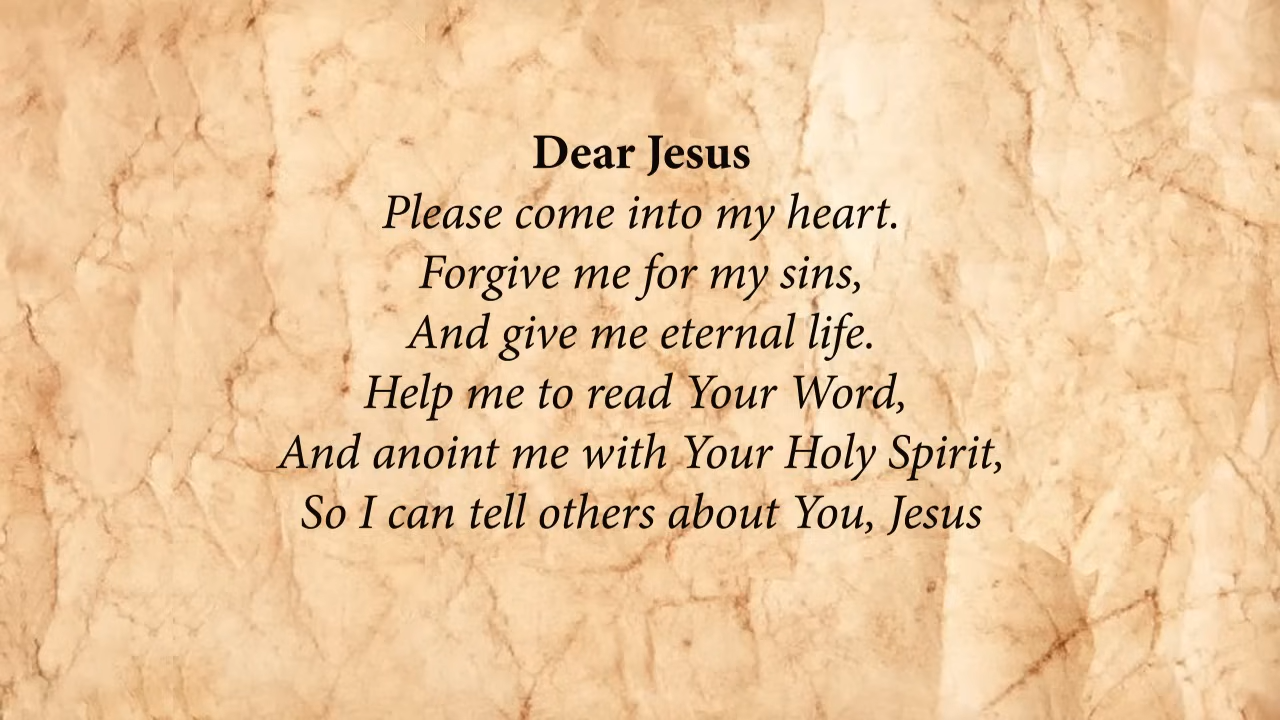 Dear Jesus
Please come into my heart.
Forgive me for my sins,
And give me eternal life.
Help me to read Your Word,
And anoint me with Your Holy Spirit,
So I can tell others about You, Jesus